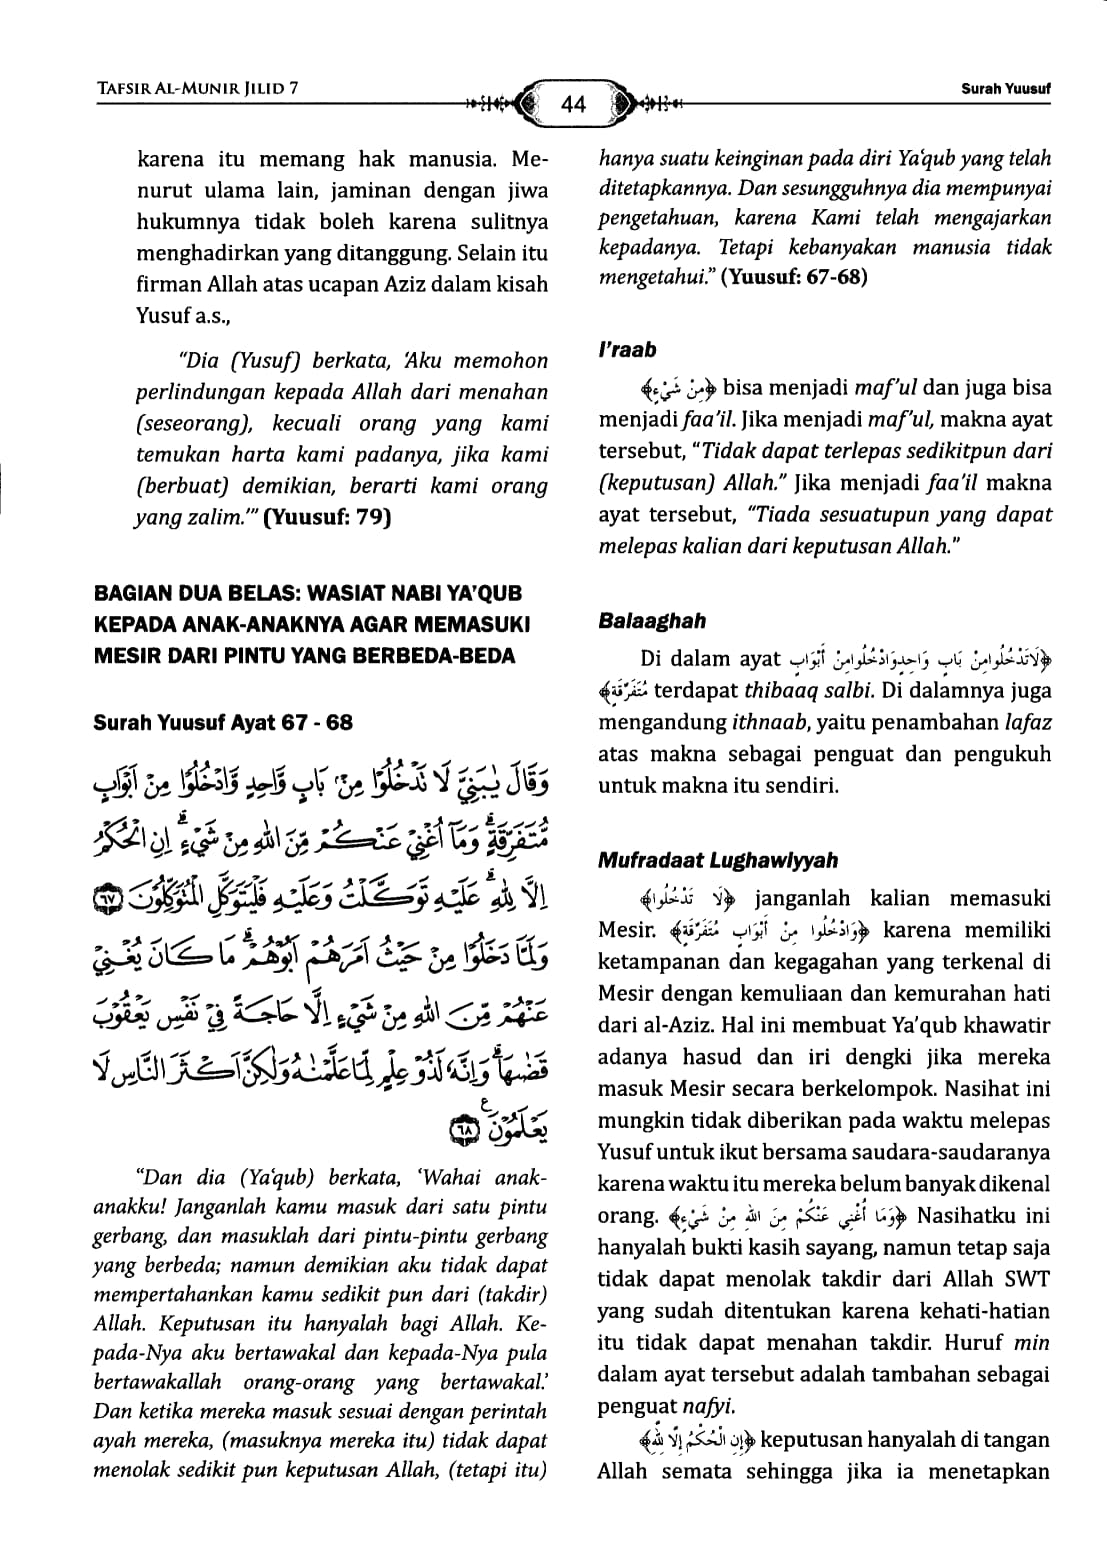 TAFSIR AL-MUNIR JILID 7
44
Surah Yuusuf
karena itu memang hak manusia. Me-
nurut ulama lain, jaminan dengan jiwa
hukumnya tidak boleh karena sulitnya
menghadirkan yang ditanggung. Selain itu
firman Allah atas ucapan Aziz dalam kisah
Yusuf a.s.,
“Dia (Yusuf) berkata, ‘Aku memohon
perlindungan kepada Allah dari menahan
(seseorang), kecuali orang yang kami
temukan harta kami padanya, jika kami
(berbuat) demikian, berarti kami orang
yang zalim.’” (Yuusuf: 79)
BAGIAN DUA BELAS: WASIAT NABI YA’QUB
KEPADA ANAK-ANAKNYA AGAR MEMASUKI
MESIR DARI PINTU YANG BERBEDA-BEDA
Surah Yuusuf Ayat 67 - 68
وَقَالَ يٰبَنِيَّ لَا تَدْخُلُوْا مِنْۢ بَابٍ وَّاحِدٍ وَّادْخُلُوْا مِنْ اَبْوَابٍ
مُّتَفَرِّقَةٍۗ وَمَآ اُغْنِيْ عَنْكُمْ مِّنَ اللّٰهِ مِنْ شَيْءٍۗ اِنِ الْحُكْمُ
اِلَّا لِلّٰهِۗ عَلَيْهِ تَوَكَّلْتُ وَعَلَيْهِ فَلْيَتَوَكَّلِ الْمُتَوَكِّلُوْنَ ٦٧
وَلَمَّا دَخَلُوْا مِنْ حَيْثُ اَمَرَهُمْ اَبُوْهُمْۗ مَا كَانَ يُغْنِيْ
عَنْهُمْ مِّنَ اللّٰهِ مِنْ شَيْءٍ اِلَّا حَاجَةً فِيْ نَفْسِ يَعْقُوْبَ
قَضٰىهَاۗ وَاِنَّهٗ لَذُوْ عِلْمٍ لِّمَا عَلَّمْنٰهُ وَلٰكِنَّ اَكْثَرَ النَّاسِ لَا
يَعْلَمُوْنَ ࣖ ٦٨
“Dan dia (Ya‘qub) berkata, ‘Wahai anak-
anakku! Janganlah kamu masuk dari satu pintu
gerbang, dan masuklah dari pintu-pintu gerbang
yang berbeda; namun demikian aku tidak dapat
mempertahankan kamu sedikit pun dari (takdir)
Allah. Keputusan itu hanyalah bagi Allah. Ke-
pada-Nya aku bertawakal dan kepada-Nya pula
bertawakallah orang-orang yang bertawakal.’
Dan ketika mereka masuk sesuai dengan perintah
ayah mereka, (masuknya mereka itu) tidak dapat
menolak sedikit pun keputusan Allah, (tetapi itu)
hanya suatu keinginan pada diri Ya‘qub yang telah
ditetapkannya. Dan sesungguhnya dia mempunyai
pengetahuan, karena Kami telah mengajarkan
kepadanya. Tetapi kebanyakan manusia tidak
mengetahui.” (Yuusuf: 67-68)
I’raab
﴿مِنْ شَيْءٍ﴾ bisa menjadi maf’ul dan juga bisa
menjadi faa’il. Jika menjadi maf’ul, makna ayat
tersebut, “Tidak dapat terlepas sedikitpun dari
(keputusan) Allah.” Jika menjadi faa’il makna
ayat tersebut, “Tiada sesuatupun yang dapat
melepas kalian dari keputusan Allah.”
Balaaghah
Di dalam ayat ﴿لَاتَدْخُلُوامِنْ بَابٍ وَاحِدٍوَادْخُلُوامِنْ أَبْوَابٍ
مُتَفَرِّقَةٍ﴾ terdapat thibaaq salbi. Di dalamnya juga
mengandung ithnaab, yaitu penambahan lafaz
atas makna sebagai penguat dan pengukuh
untuk makna itu sendiri.
Mufradaat Lughawiyyah
﴿لَا تَدْخُلُوا﴾ janganlah kalian memasuki
Mesir. ﴿وَادْخُلُوا مِنْ أَبْوَابٍ مُتَفَرِّقَةٍ﴾ karena memiliki
ketampanan dan kegagahan yang terkenal di
Mesir dengan kemuliaan dan kemurahan hati
dari al-Aziz. Hal ini membuat Ya’qub khawatir
adanya hasud dan iri dengki jika mereka
masuk Mesir secara berkelompok. Nasihat ini
mungkin tidak diberikan pada waktu melepas
Yusuf untuk ikut bersama saudara-saudaranya
karena waktu itu mereka belum banyak dikenal
orang. ﴿وَمَا أُغْنِي عَنْكُمْ مِنَ اللهِ مِنْ شَيْءٍ﴾ Nasihatku ini
hanyalah bukti kasih sayang, namun tetap saja
tidak dapat menolak takdir dari Allah SWT
yang sudah ditentukan karena kehati-hatian
itu tidak dapat menahan takdir. Huruf min
dalam ayat tersebut adalah tambahan sebagai
penguat nafyi.
﴿إِنِ الْحُكْمُ إِلَّا لِلَّهِ﴾ keputusan hanyalah di tangan
Allah semata sehingga jika ia menetapkan